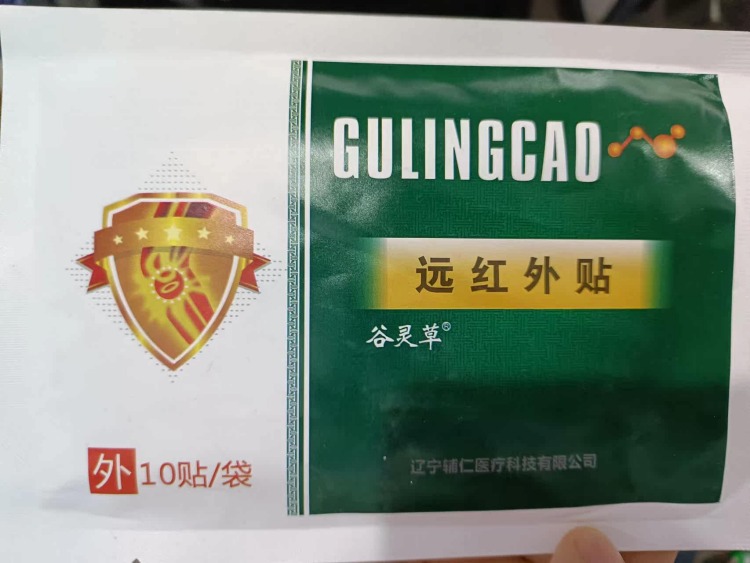 GULINGCAO
远红外贴
谷灵草®
外 10贴/袋
辽宁辅仁医疗科技有限公司